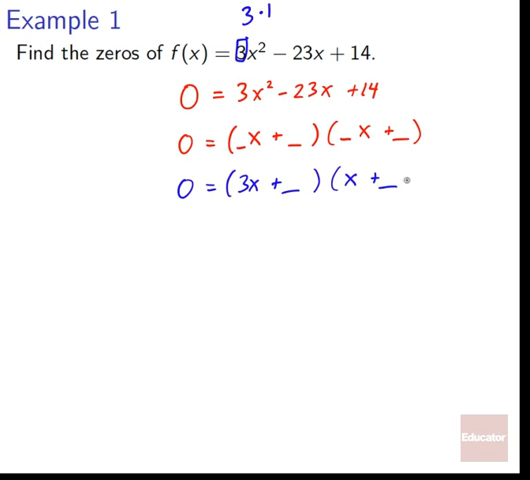 Example 1
3·1
Find the zeros of f(x) = 3x² − 23x + 14.
0 = 3x² - 23x + 14
0 = (_x + _)(_x + _)
0 = (3x + _)(x + _
Educator